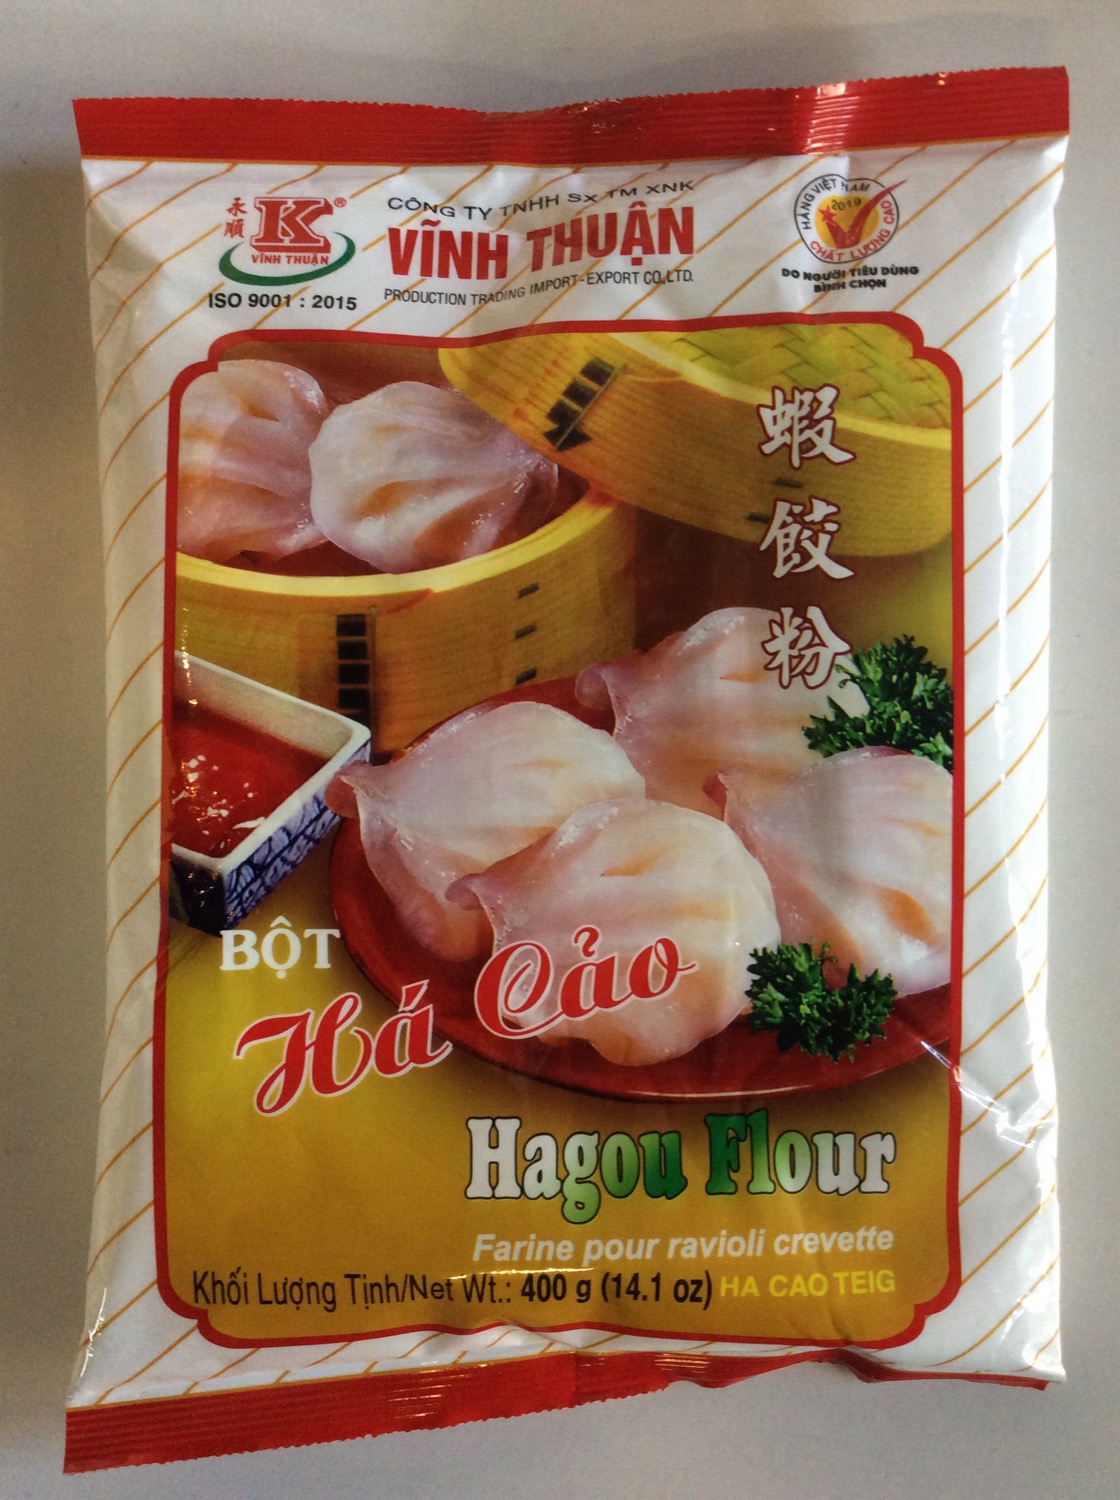 永
順
K®
VĨNH THUẬN
ISO 9001 : 2015
CÔNG TY TNHH SX TM XNK
VĨNH THUẬN
PRODUCTION TRADING IMPORT-EXPORT CO.,LTD.
HÀNG VIỆT NAM
2019
CHẤT LƯỢNG CAO
DO NGƯỜI TIÊU DÙNG
BÌNH CHỌN
蝦
餃
粉
BỘT
Há Cảo
Hagou Flour
Farine pour ravioli crevette
Khối Lượng Tịnh/Net Wt.: 400 g (14.1 oz) HA CAO TEIG